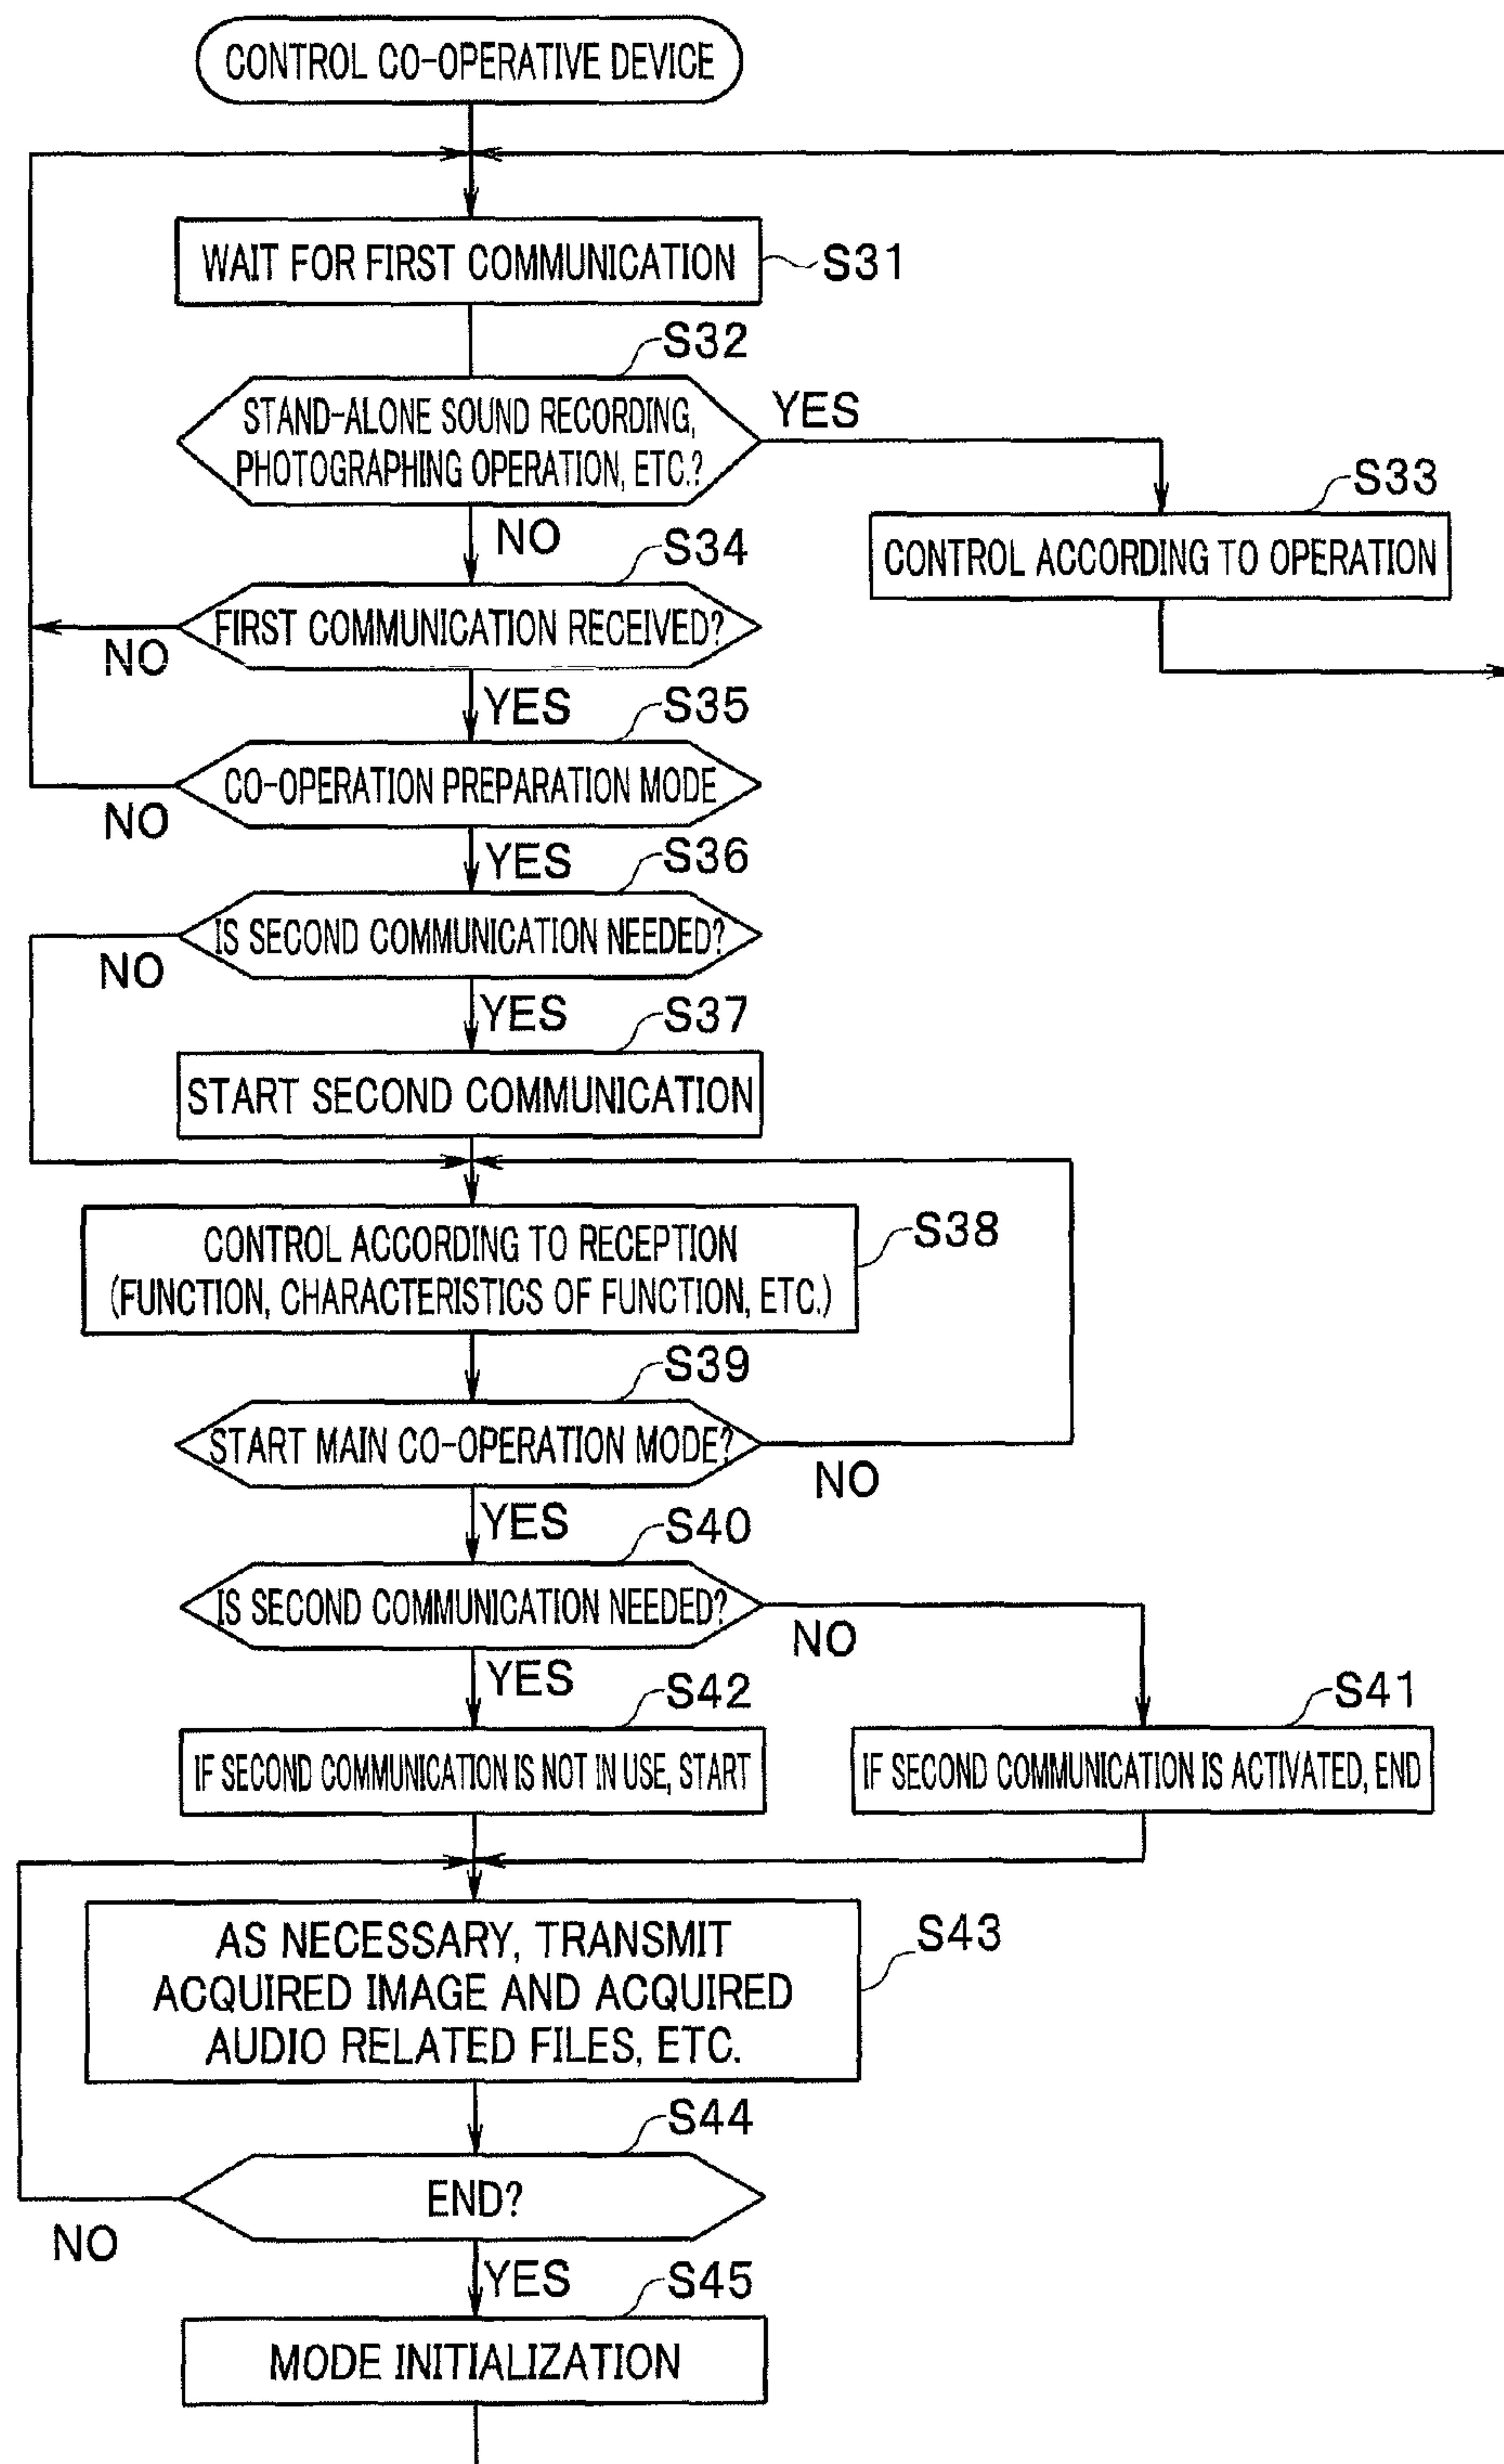 CONTROL CO-OPERATIVE DEVICE
WAIT FOR FIRST COMMUNICATION
S31
S32
STAND-ALONE SOUND RECORDING,
PHOTOGRAPHING OPERATION, ETC.?
YES
NO
S33
CONTROL ACCORDING TO OPERATION
S34
FIRST COMMUNICATION RECEIVED?
NO
YES
S35
CO-OPERATION PREPARATION MODE
NO
YES
S36
IS SECOND COMMUNICATION NEEDED?
NO
YES
S37
START SECOND COMMUNICATION
CONTROL ACCORDING TO RECEPTION
(FUNCTION, CHARACTERISTICS OF FUNCTION, ETC.)
S38
S39
START MAIN CO-OPERATION MODE?
NO
YES
S40
IS SECOND COMMUNICATION NEEDED?
NO
YES
S42
IF SECOND COMMUNICATION IS NOT IN USE, START
S41
IF SECOND COMMUNICATION IS ACTIVATED, END
AS NECESSARY, TRANSMIT
ACQUIRED IMAGE AND ACQUIRED
AUDIO RELATED FILES, ETC.
S43
S44
END?
NO
YES
S45
MODE INITIALIZATION